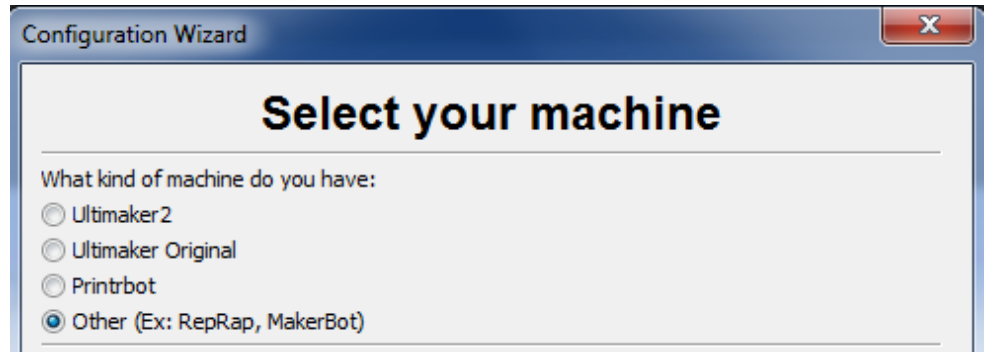 Configuration Wizard
Select your machine
What kind of machine do you have:
Ultimaker2
Ultimaker Original
Printrbot
Other (Ex: RepRap, MakerBot)